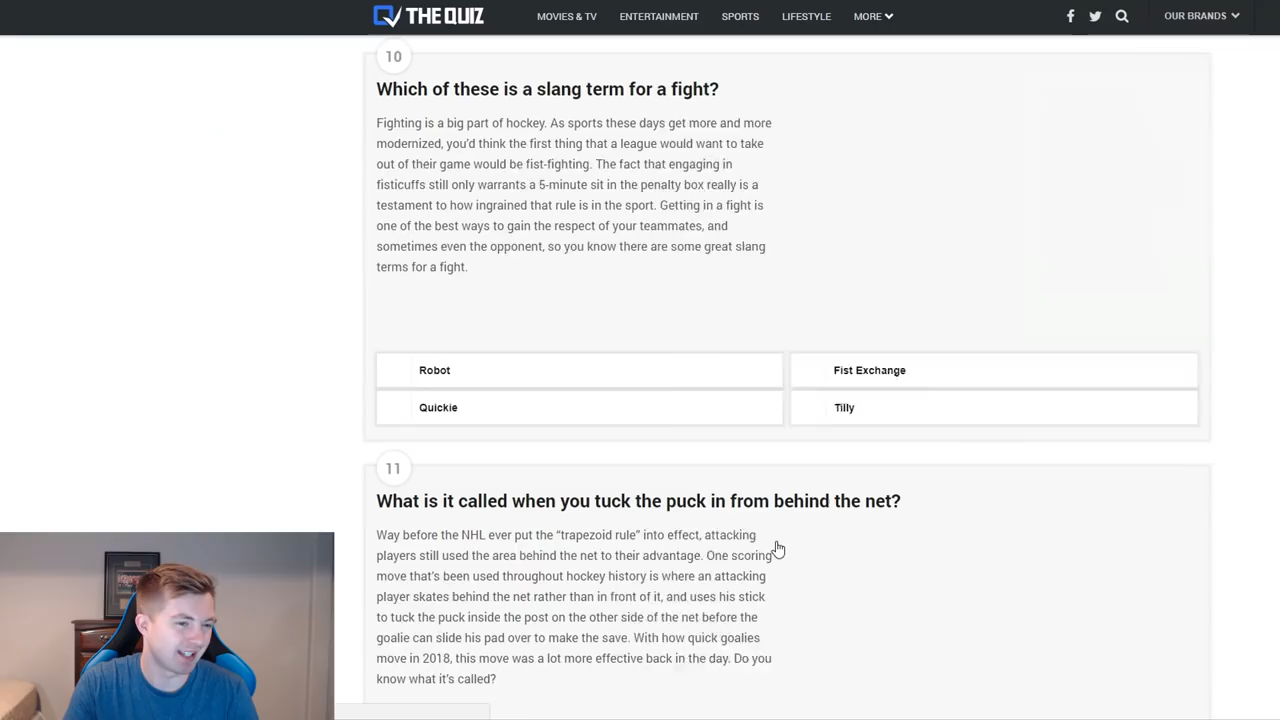 THE QUIZ MOVIES & TV ENTERTAINMENT SPORTS LIFESTYLE MORE OUR BRANDS
10
Which of these is a slang term for a fight?
Fighting is a big part of hockey. As sports these days get more and more
modernized, you'd think the first thing that a league would want to take
out of their game would be fist-fighting. The fact that engaging in
fisticuffs still only warrants a 5-minute sit in the penalty box really is a
testament to how ingrained that rule is in the sport. Getting in a fight is
one of the best ways to gain the respect of your teammates, and
sometimes even the opponent, so you know there are some great slang
terms for a fight.
Robot Fist Exchange
Quickie Tilly
11
What is it called when you tuck the puck in from behind the net?
Way before the NHL ever put the “trapezoid rule” into effect, attacking
players still used the area behind the net to their advantage. One scoring
move that's been used throughout hockey history is where an attacking
player skates behind the net rather than in front of it, and uses his stick
to tuck the puck inside the post on the other side of the net before the
goalie can slide his pad over to make the save. With how quick goalies
move in 2018, this move was a lot more effective back in the day. Do you
know what it's called?